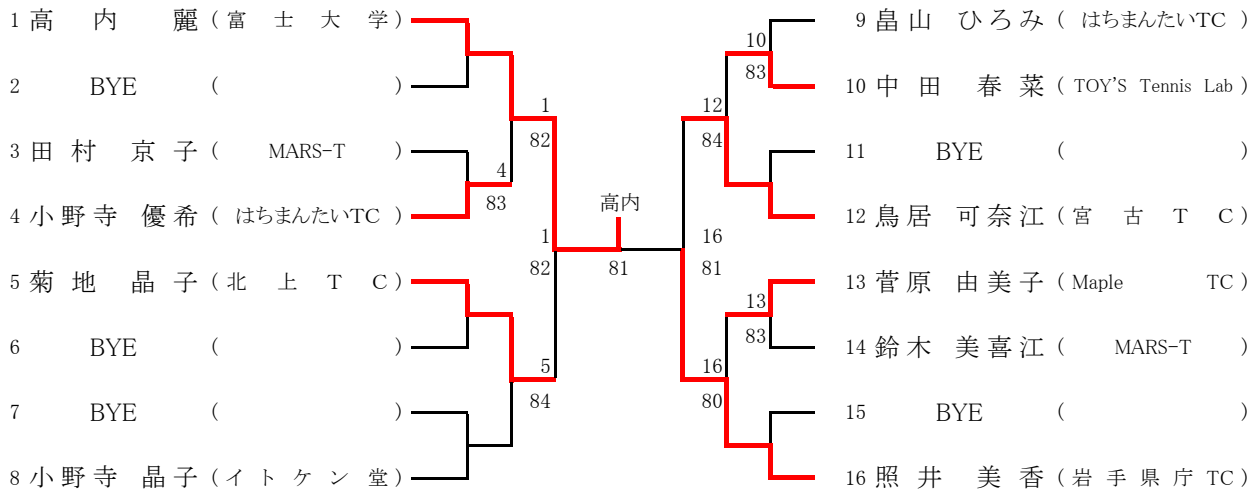 1 高内 麗 (富士大学)
2 BYE ( )
3 田村 京子 ( MARS-T )
4 小野寺 優希 ( はちまんたいTC )
5 菊地 晶子 (北上TC)
6 BYE ( )
7 BYE ( )
8 小野寺 晶子 (イトケン堂)
1
82
4
83
1
82
5
84
高内
81
10
83
12
84
16
81
13
83
16
80
9 畠山 ひろみ ( はちまんたいTC )
10 中田 春菜 ( TOY'S Tennis Lab )
11 BYE ( )
12 鳥居 可奈江 (宮古TC)
13 菅原 由美子 (Maple TC)
14 鈴木 美喜江 ( MARS-T )
15 BYE ( )
16 照井 美香 (岩手県庁TC)